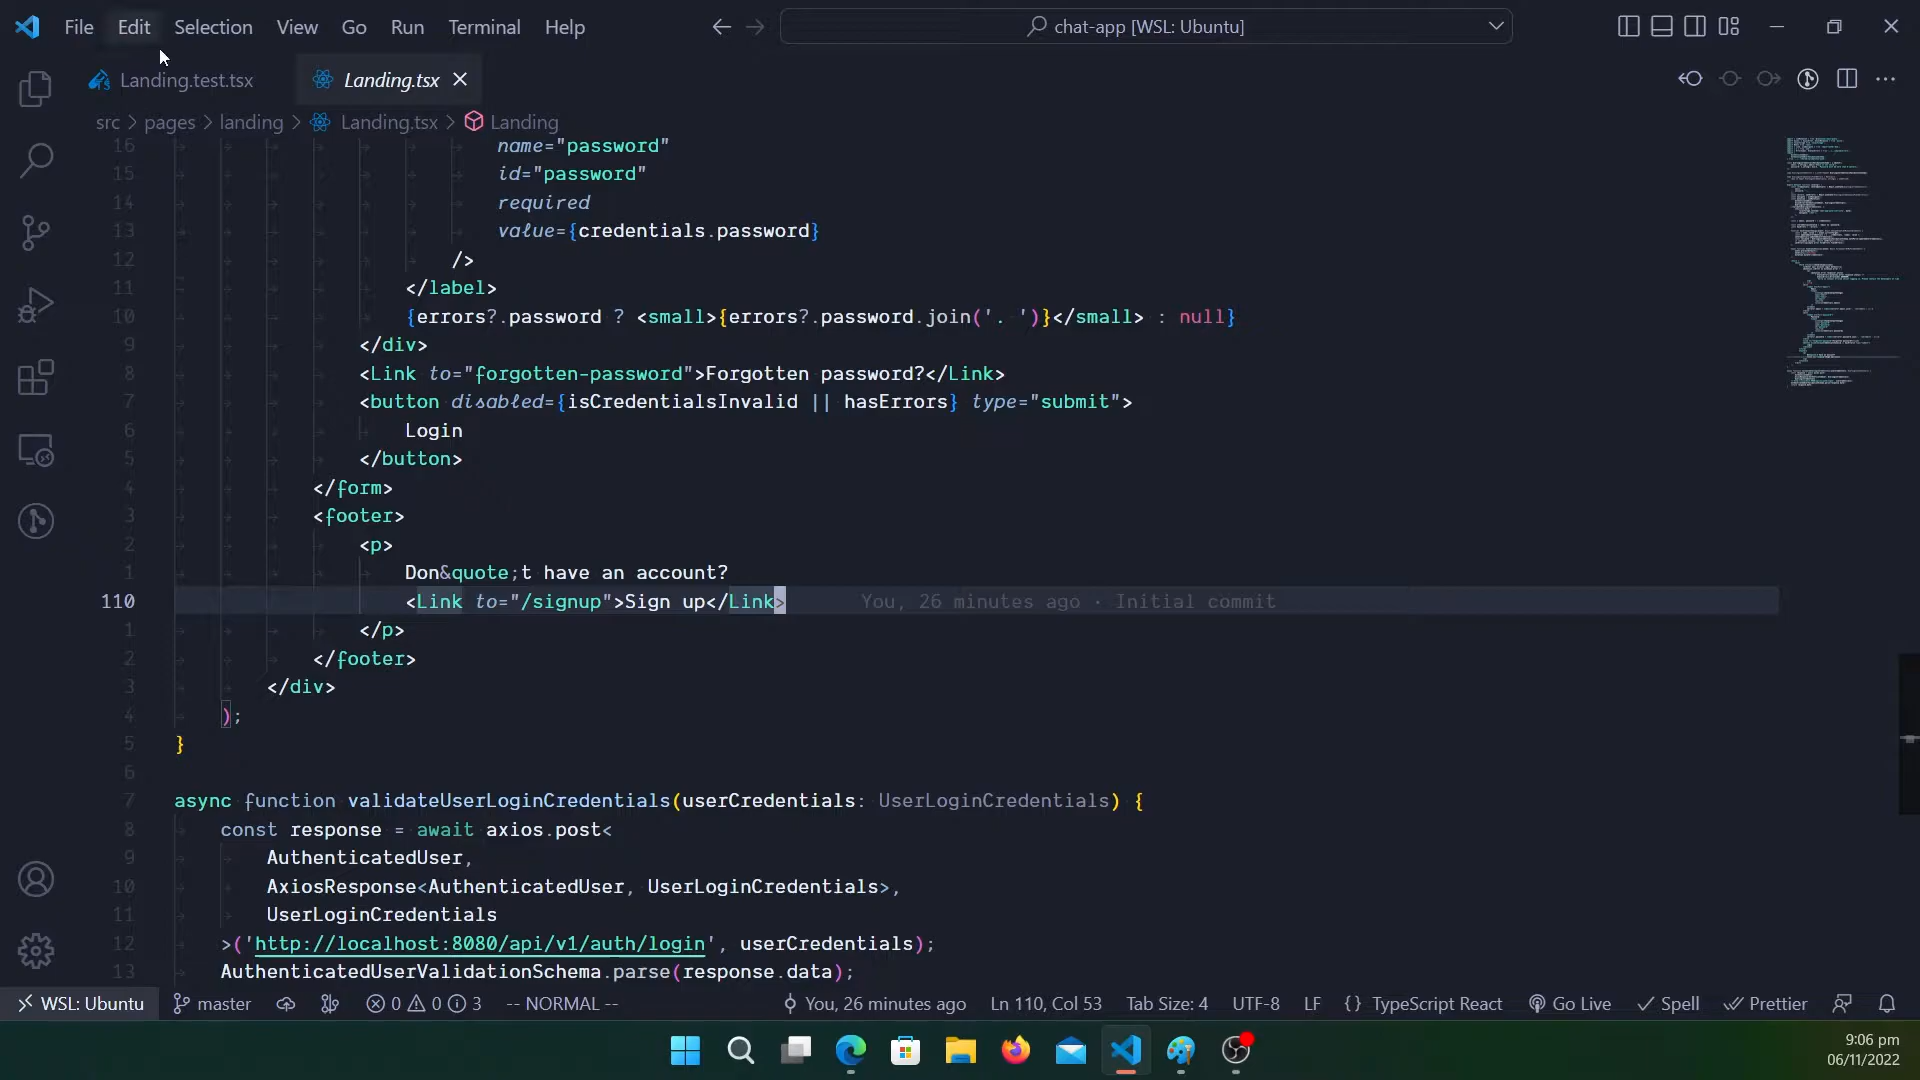 File Edit Selection View Go Run Terminal Help
chat-app [WSL: Ubuntu]
Landing.test.tsx
Landing.tsx
src > pages > landing > Landing.tsx > Landing
16 name="password"
15 id="password"
14 required
13 value={credentials.password}
12 />
11 </label>
10 {errors?.password ? <small>{errors?.password.join('. ')}</small> : null}
9 </div>
8 <Link to="forgotten-password">Forgotten password?</Link>
7 <button disabled={isCredentialsInvalid || hasErrors} type="submit">
6 Login
5 </button>
4 </form>
3 <footer>
2 <p>
1 Don&quote;t have an account?
110 <Link to="/signup">Sign up</Link> You, 26 minutes ago · Initial commit
1 </p>
2 </footer>
3 </div>
4 );
5 }
6
7 async function validateUserLoginCredentials(userCredentials: UserLoginCredentials) {
8 const response = await axios.post<
9 AuthenticatedUser,
10 AxiosResponse<AuthenticatedUser, UserLoginCredentials>,
11 UserLoginCredentials
12 >('http://localhost:8080/api/v1/auth/login', userCredentials);
13 AuthenticatedUserValidationSchema.parse(response.data);
WSL: Ubuntu master 0 0 3 -- NORMAL -- You, 26 minutes ago Ln 110, Col 53 Tab Size: 4 UTF-8 LF {} TypeScript React Go Live Spell Prettier
9:06 pm
06/11/2022